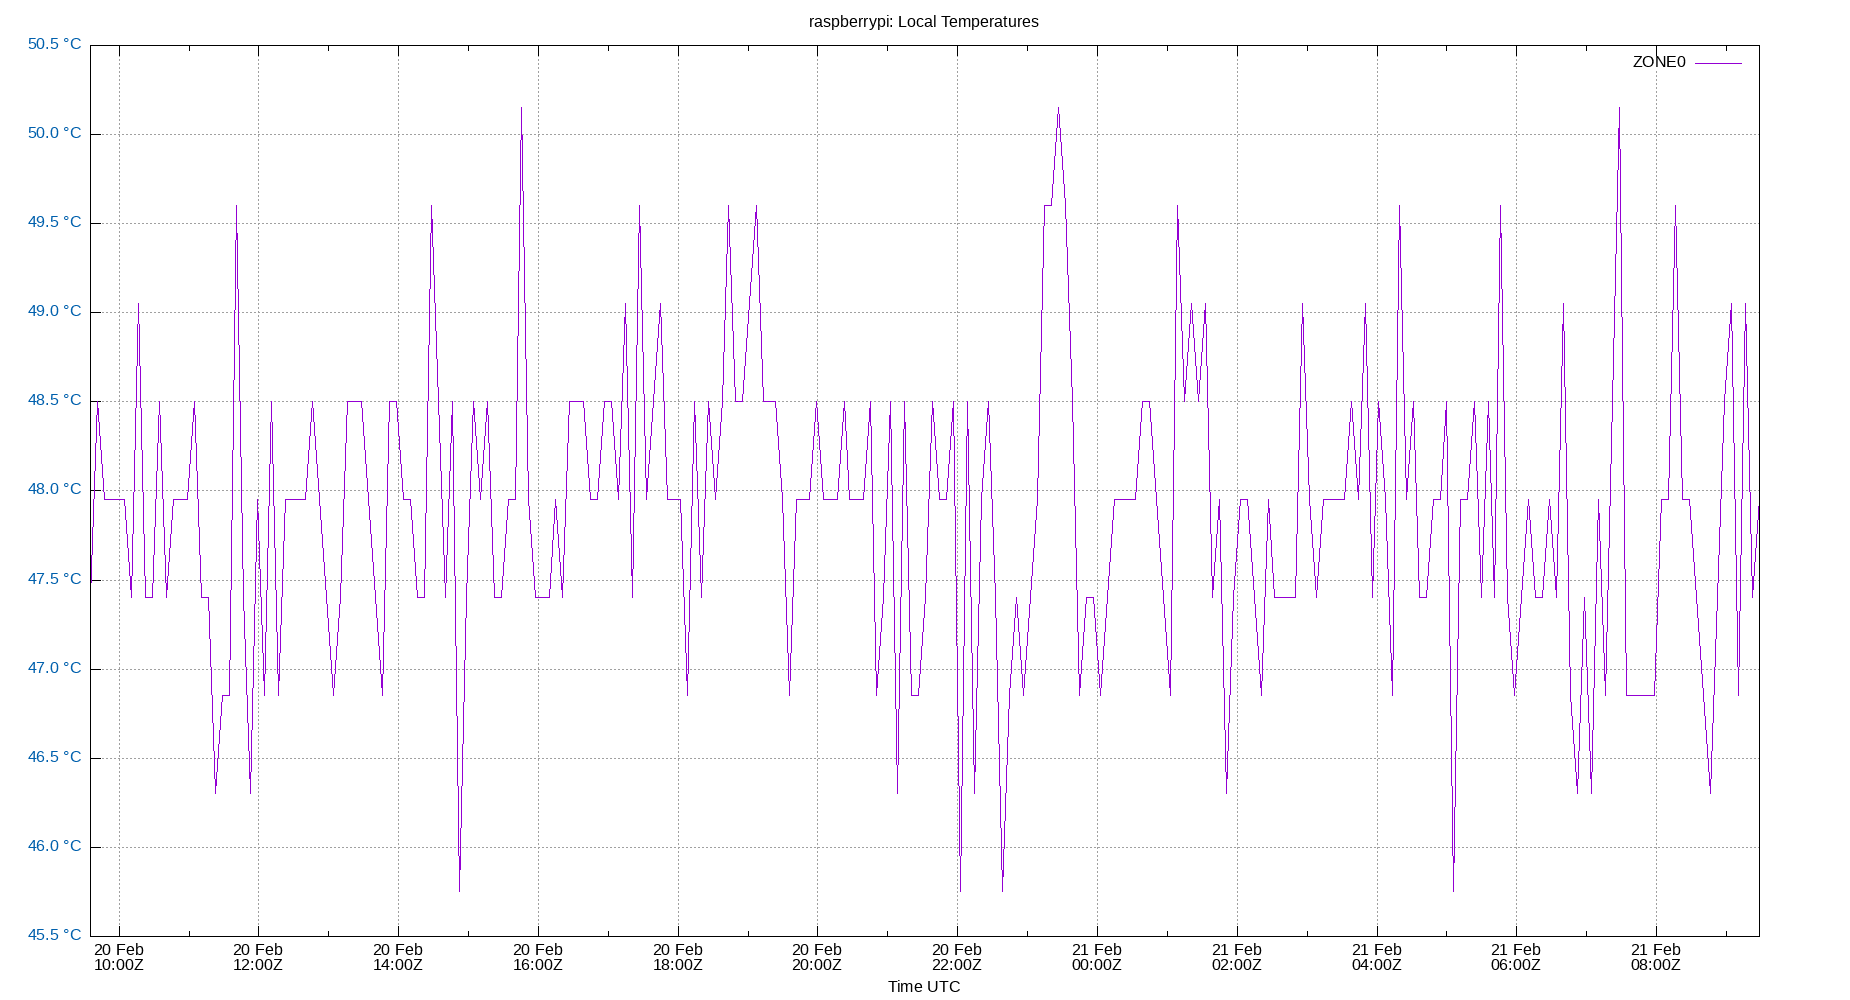 raspberrypi: Local Temperatures
50.5 °C
ZONE0
50.0 °C
49.5 °C
49.0 °C
48.5 °C
48.0 °C
47.5 °C
47.0 °C
46.5 °C
46.0 °C
45.5 °C
20 Feb 20 Feb 20 Feb 20 Feb 20 Feb 20 Feb 20 Feb 21 Feb 21 Feb 21 Feb 21 Feb 21 Feb
10:00Z 12:00Z 14:00Z 16:00Z 18:00Z 20:00Z 22:00Z 00:00Z 02:00Z 04:00Z 06:00Z 08:00Z
Time UTC